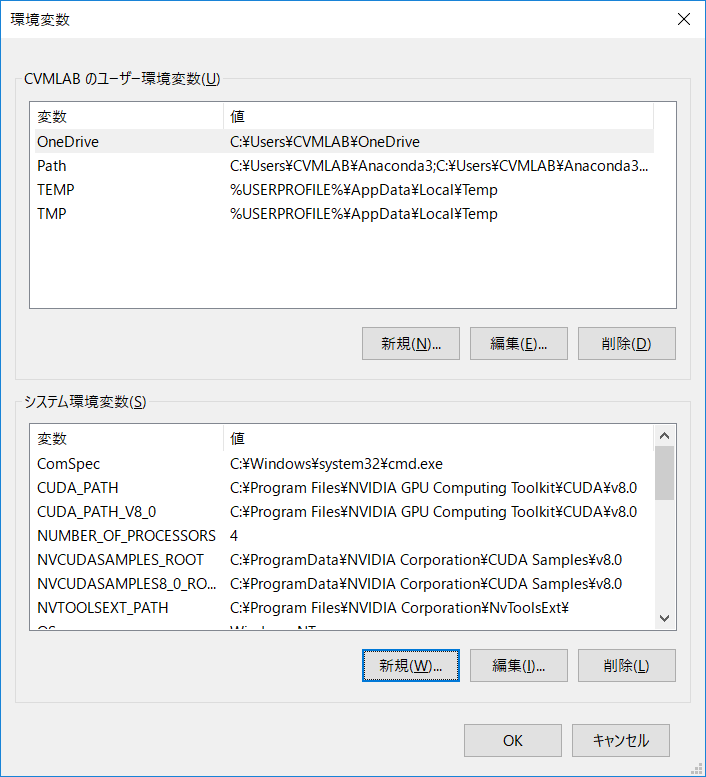 環境変数
CVMLAB のユーザー環境変数(U)
変数 値
OneDrive C:¥Users¥CVMLAB¥OneDrive
Path C:¥Users¥CVMLAB¥Anaconda3;C:¥Users¥CVMLAB¥Anaconda3...
TEMP %USERPROFILE%¥AppData¥Local¥Temp
TMP %USERPROFILE%¥AppData¥Local¥Temp
新規(N)... 編集(E)... 削除(D)
システム環境変数(S)
変数 値
ComSpec C:¥Windows¥system32¥cmd.exe
CUDA_PATH C:¥Program Files¥NVIDIA GPU Computing Toolkit¥CUDA¥v8.0
CUDA_PATH_V8_0 C:¥Program Files¥NVIDIA GPU Computing Toolkit¥CUDA¥v8.0
NUMBER_OF_PROCESSORS 4
NVCUDASAMPLES_ROOT C:¥ProgramData¥NVIDIA Corporation¥CUDA Samples¥v8.0
NVCUDASAMPLES8_0_RO... C:¥ProgramData¥NVIDIA Corporation¥CUDA Samples¥v8.0
NVTOOLSEXT_PATH C:¥Program Files¥NVIDIA Corporation¥NvToolsExt¥
OS Windows_NT
新規(W)... 編集(I)... 削除(L)
OK キャンセル